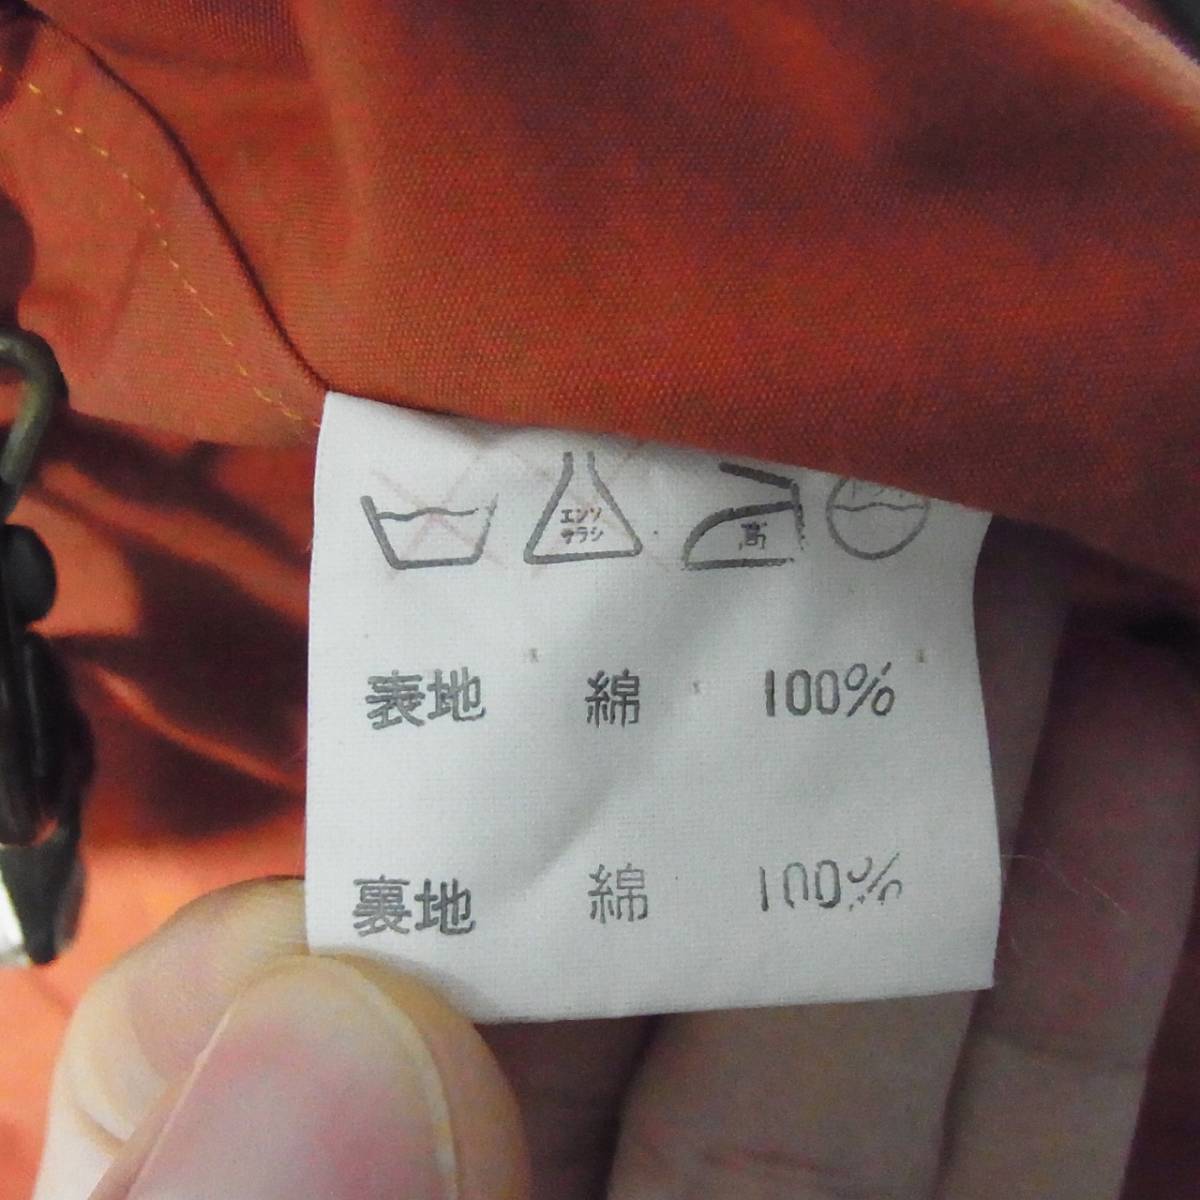 エンソ
サラシ
高
表地 綿 100%
裏地 綿 100%